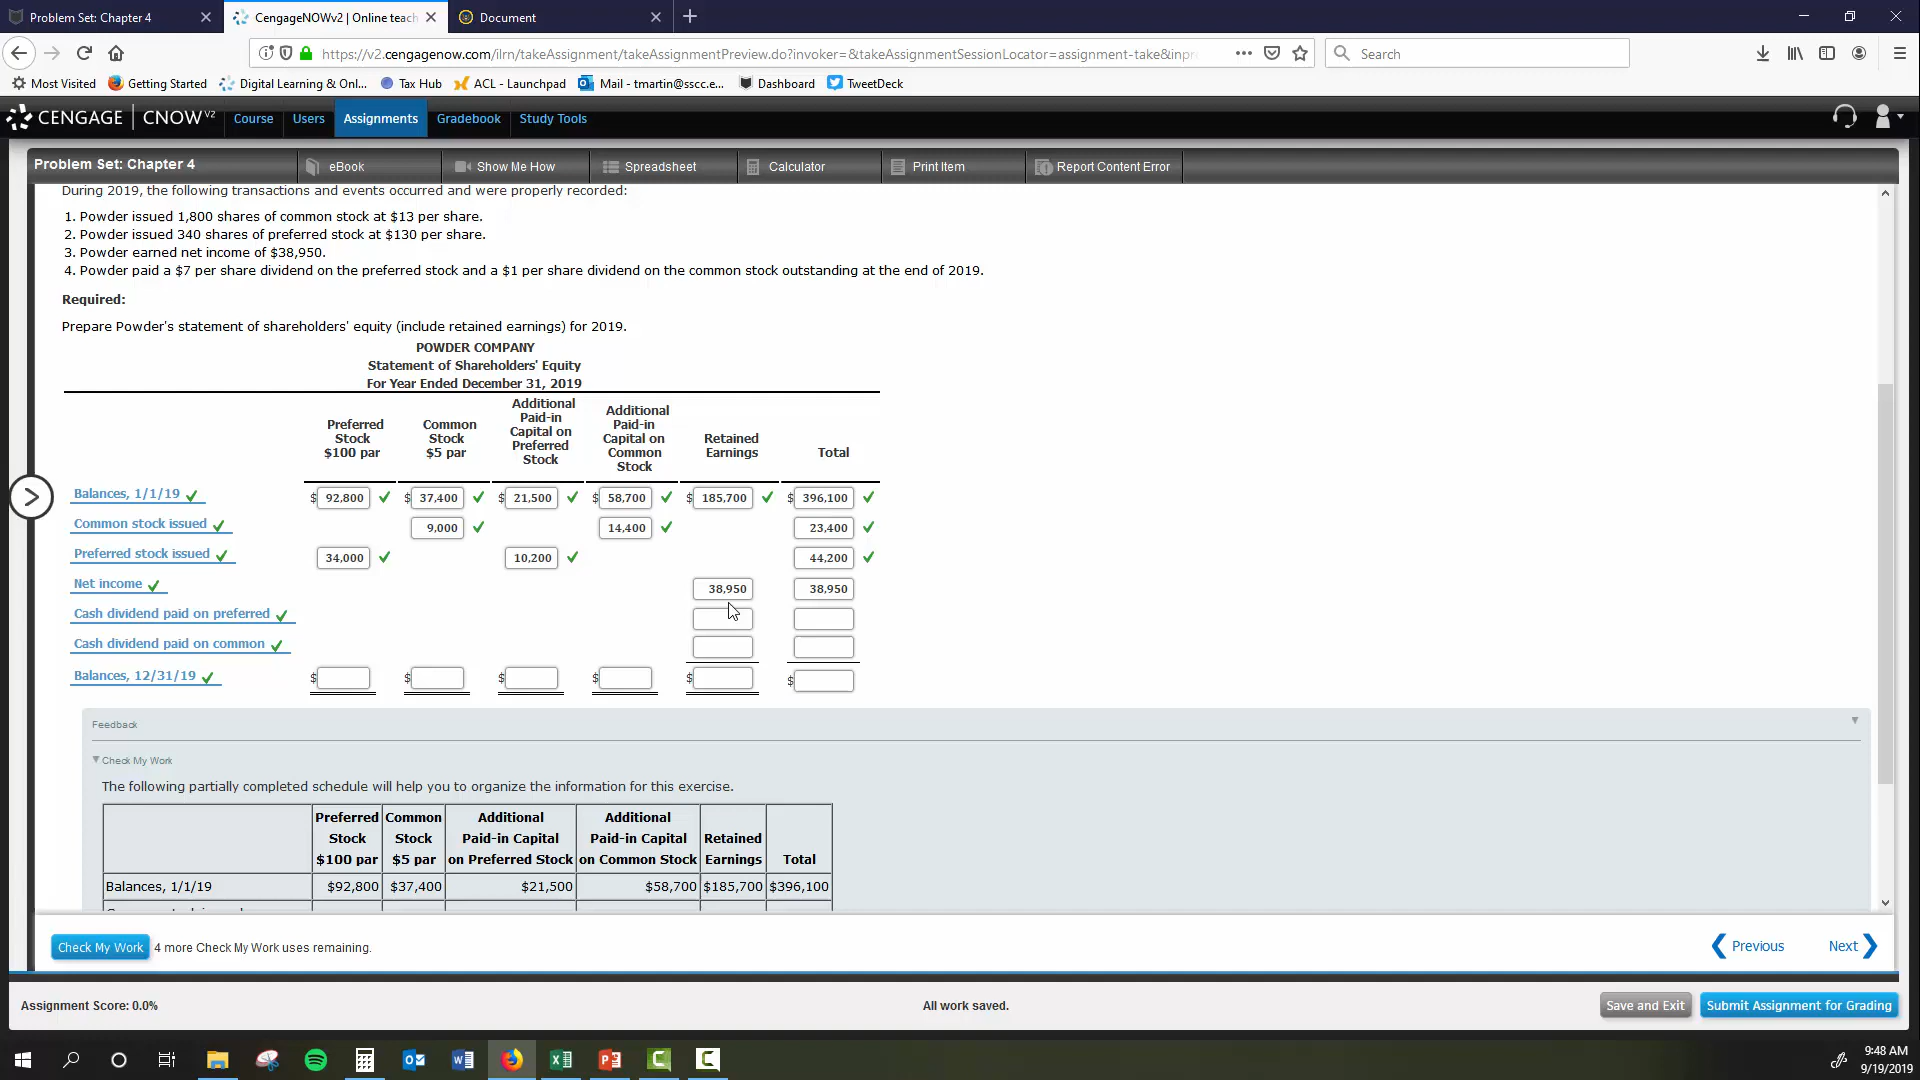 Problem Set: Chapter 4
CengageNOWv2 | Online teach
Document
https://v2.cengagenow.com/ilrn/takeAssignment/takeAssignmentPreview.do?invoker=&takeAssignmentSessionLocator=assignment-take&inpr
Search
Most Visited
Getting Started
Digital Learning & Onl...
Tax Hub
ACL - Launchpad
Mail - tmartin@sscc.e...
Dashboard
TweetDeck
CENGAGE | CNOWv2
Course
Users
Assignments
Gradebook
Study Tools
Problem Set: Chapter 4
eBook
Show Me How
Spreadsheet
Calculator
Print Item
Report Content Error
During 2019, the following transactions and events occurred and were properly recorded:
1. Powder issued 1,800 shares of common stock at $13 per share.
2. Powder issued 340 shares of preferred stock at $130 per share.
3. Powder earned net income of $38,950.
4. Powder paid a $7 per share dividend on the preferred stock and a $1 per share dividend on the common stock outstanding at the end of 2019.
Required:
Prepare Powder's statement of shareholders' equity (include retained earnings) for 2019.
POWDER COMPANY
Statement of Shareholders' Equity
For Year Ended December 31, 2019
Preferred Stock $100 par
Common Stock $5 par
Additional Paid-in Capital on Preferred Stock
Additional Paid-in Capital on Common Stock
Retained Earnings
Total
Balances, 1/1/19 $ 92,800 $ 37,400 $ 21,500 $ 58,700 $ 185,700 $ 396,100
Common stock issued 9,000 14,400 23,400
Preferred stock issued 34,000 10,200 44,200
Net income 38,950 38,950
Cash dividend paid on preferred
Cash dividend paid on common
Balances, 12/31/19 $ $ $ $ $ $
Feedback
Check My Work
The following partially completed schedule will help you to organize the information for this exercise.
Preferred Stock $100 par
Common Stock $5 par
Additional Paid-in Capital on Preferred Stock
Additional Paid-in Capital on Common Stock
Retained Earnings
Total
Balances, 1/1/19 $92,800 $37,400 $21,500 $58,700 $185,700 $396,100
Check My Work 4 more Check My Work uses remaining.
Previous
Next
Assignment Score: 0.0%
All work saved.
Save and Exit
Submit Assignment for Grading
9:48 AM
9/19/2019